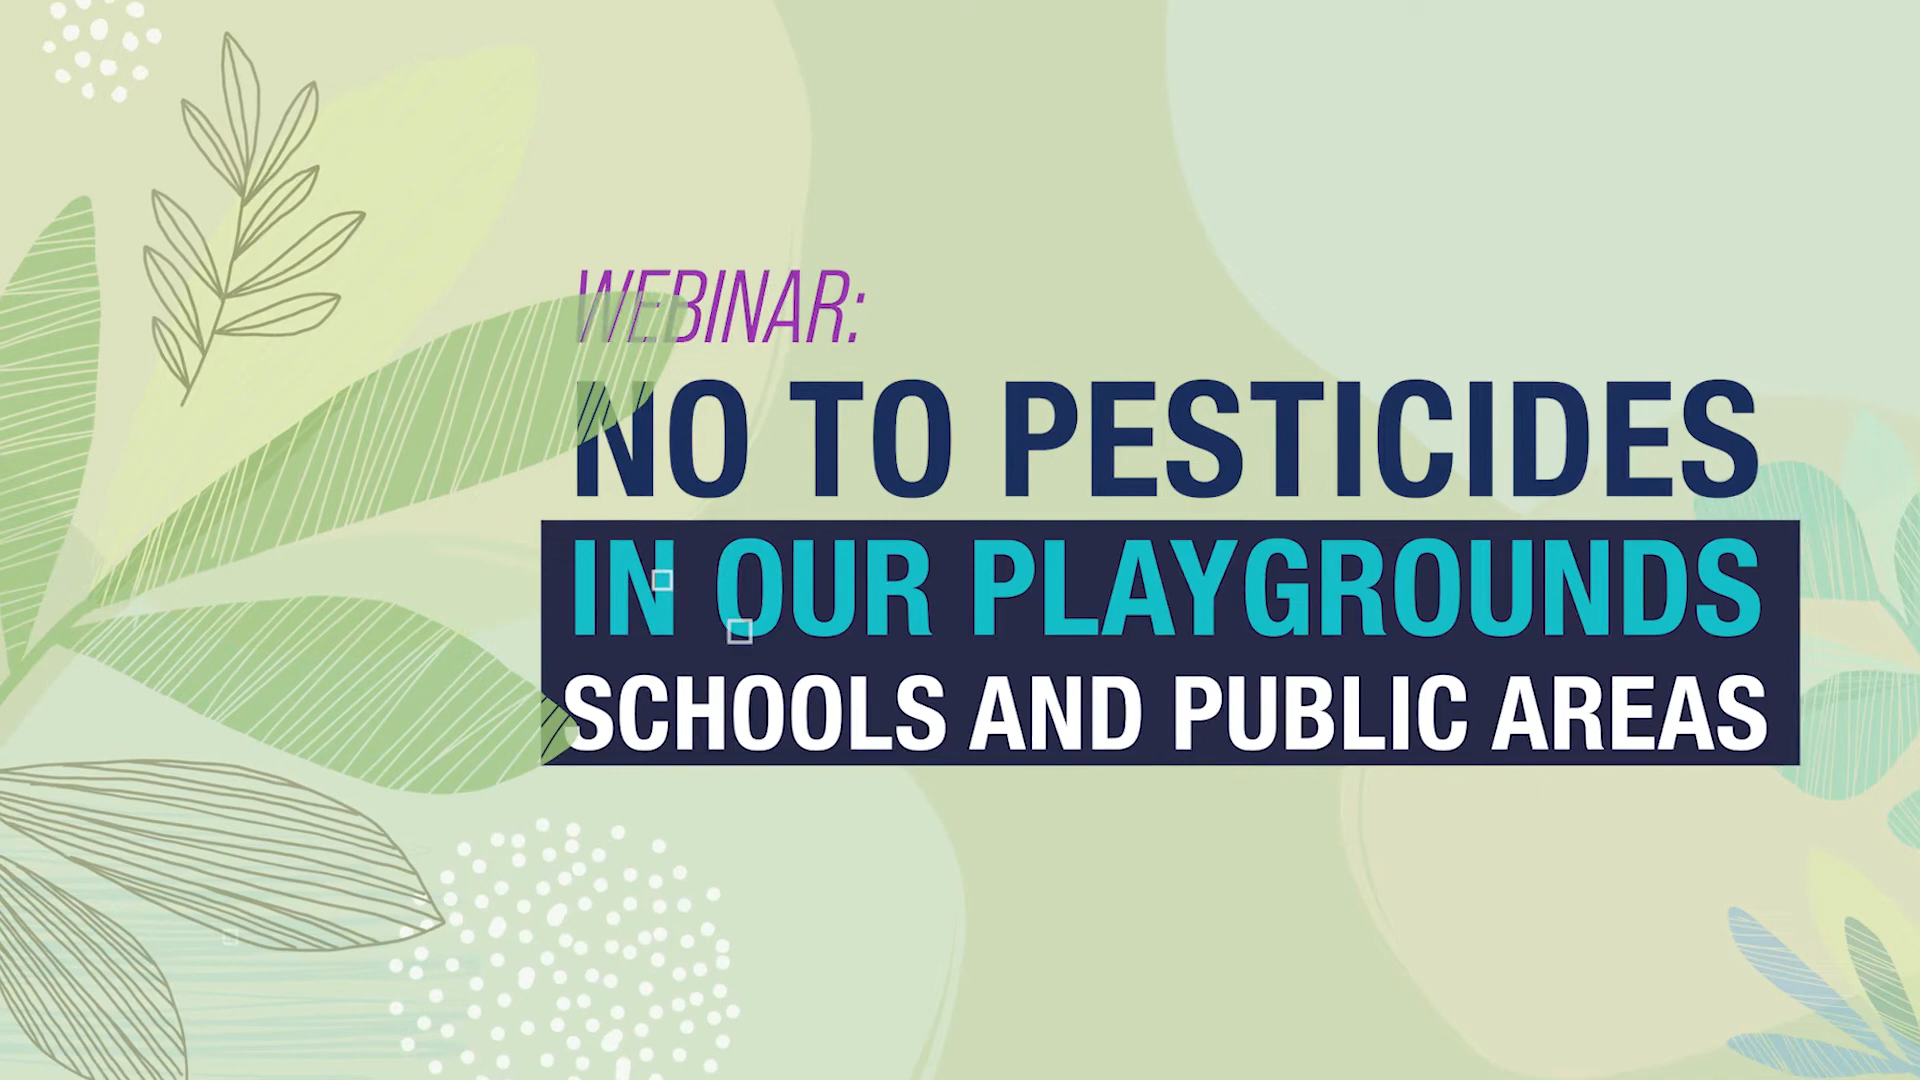 WEBINAR:
NO TO PESTICIDES
IN OUR PLAYGROUNDS
SCHOOLS AND PUBLIC AREAS